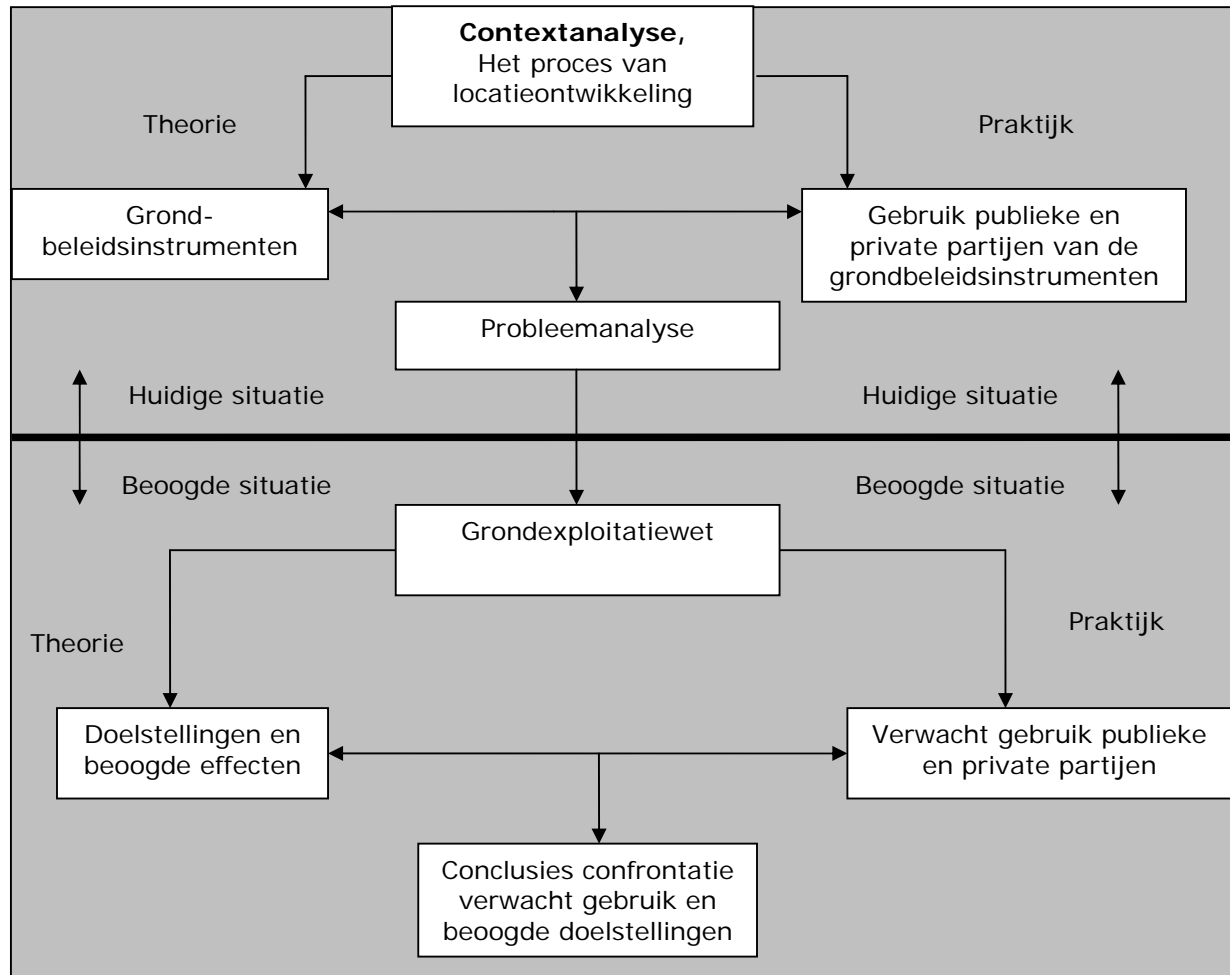 Contextanalyse,
Het proces van
locatieontwikkeling
Theorie
Praktijk
Grond-
beleidsinstrumenten
Gebruik publieke en
private partijen van de
grondbeleidsinstrumenten
Probleemanalyse
Huidige situatie
Huidige situatie
Beoogde situatie
Beoogde situatie
Grondexploitatiewet
Theorie
Praktijk
Doelstellingen en
beoogde effecten
Verwacht gebruik publieke
en private partijen
Conclusies confrontatie
verwacht gebruik en
beoogde doelstellingen